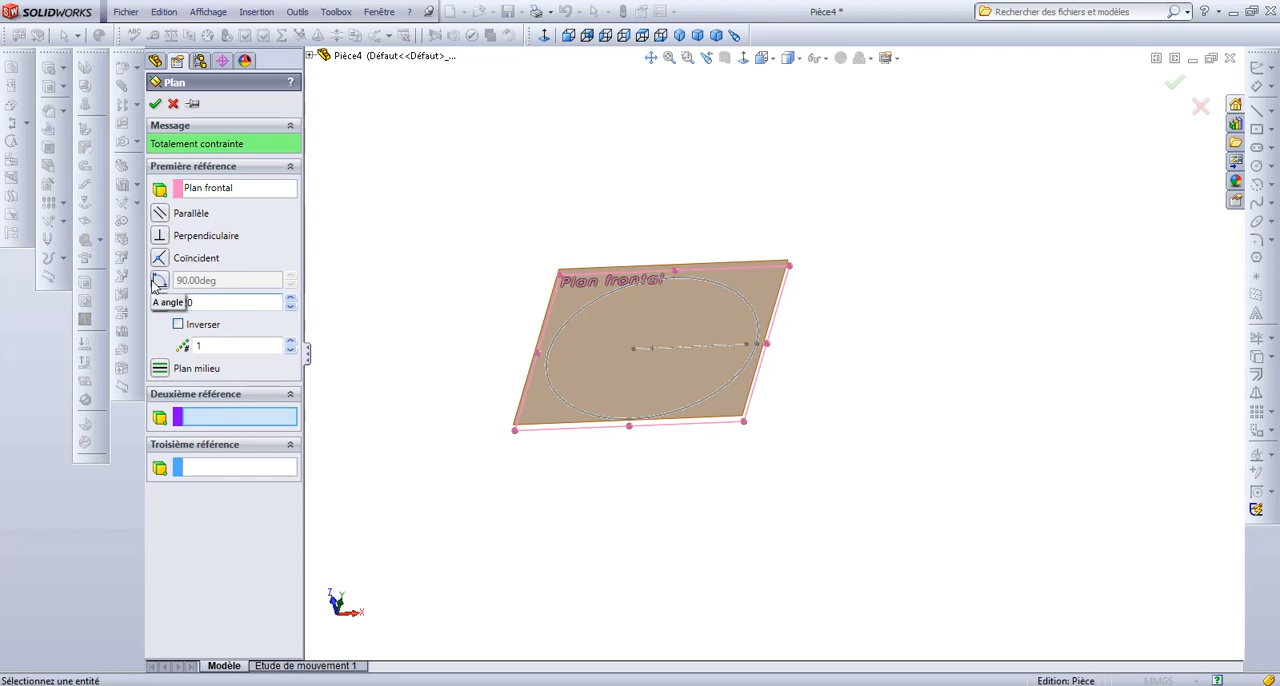 SOLIDWORKS Fichier Edition Affichage Insertion Outils Toolbox Fenêtre ? Pièce4 * Rechercher des fichiers et modèles ?
Pièce4 (Défaut<<Défaut>_...
Plan ?
Message
Totalement contrainte
Première référence
Plan frontal
Parallèle
Perpendiculaire
Coïncident
90.00deg
A angle 0
Inverser
1
Plan milieu
Deuxième référence
Troisième référence
Plan frontal
Z Y X
Modèle Etude de mouvement 1
Sélectionnez une entité Edition: Pièce MMGS ?